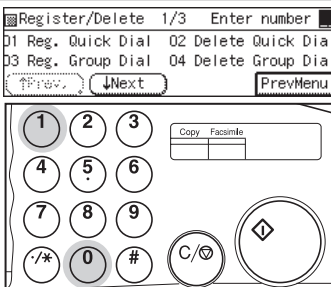 Register/Delete 1/3 Enter number
01 Reg. Quick Dial 02 Delete Quick Dia
03 Reg. Group Dial 04 Delete Group Dia
↑Prev. ↓Next PrevMenu
1 2 3
Copy Facsimile
4 5 6
7 8 9
·/* 0 # C/